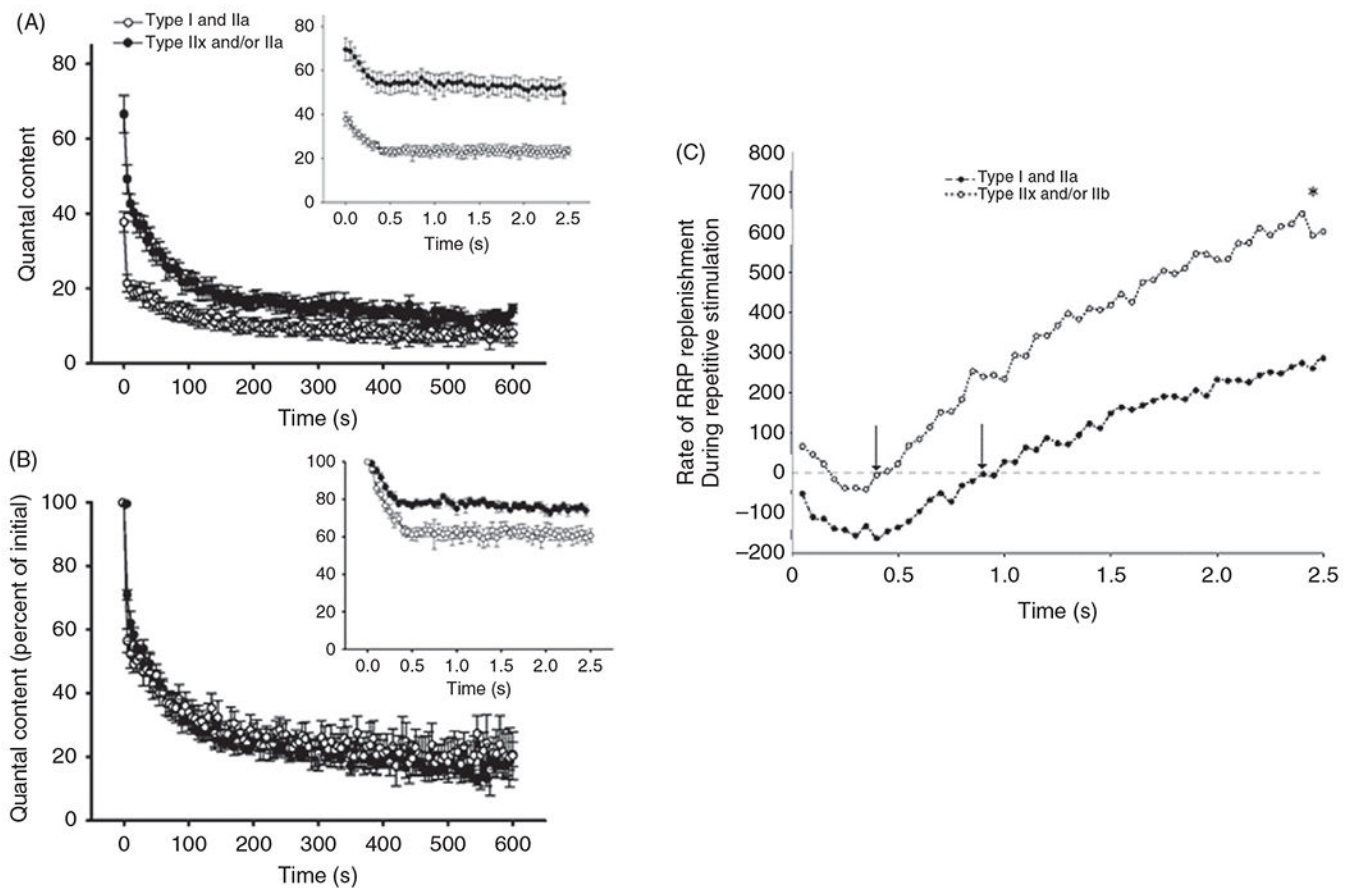 (A)
Type I and IIa
Type IIx and/or IIa
Quantal content
80
60
40
20
0
0 100 200 300 400 500 600
Time (s)
80
60
40
20
0
0.0 0.5 1.0 1.5 2.0 2.5
Time (s)
(B)
Quantal content (percent of initial)
100
80
60
40
20
0
0 100 200 300 400 500 600
Time (s)
100
80
60
40
20
0
0.0 0.5 1.0 1.5 2.0 2.5
Time (s)
(C)
Type I and IIa
Type IIx and/or IIb
Rate of RRP replenishment
During repetitive stimulation
800
700
600
500
400
300
200
100
0
−100
−200
*
0 0.5 1.0 1.5 2.0 2.5
Time (s)